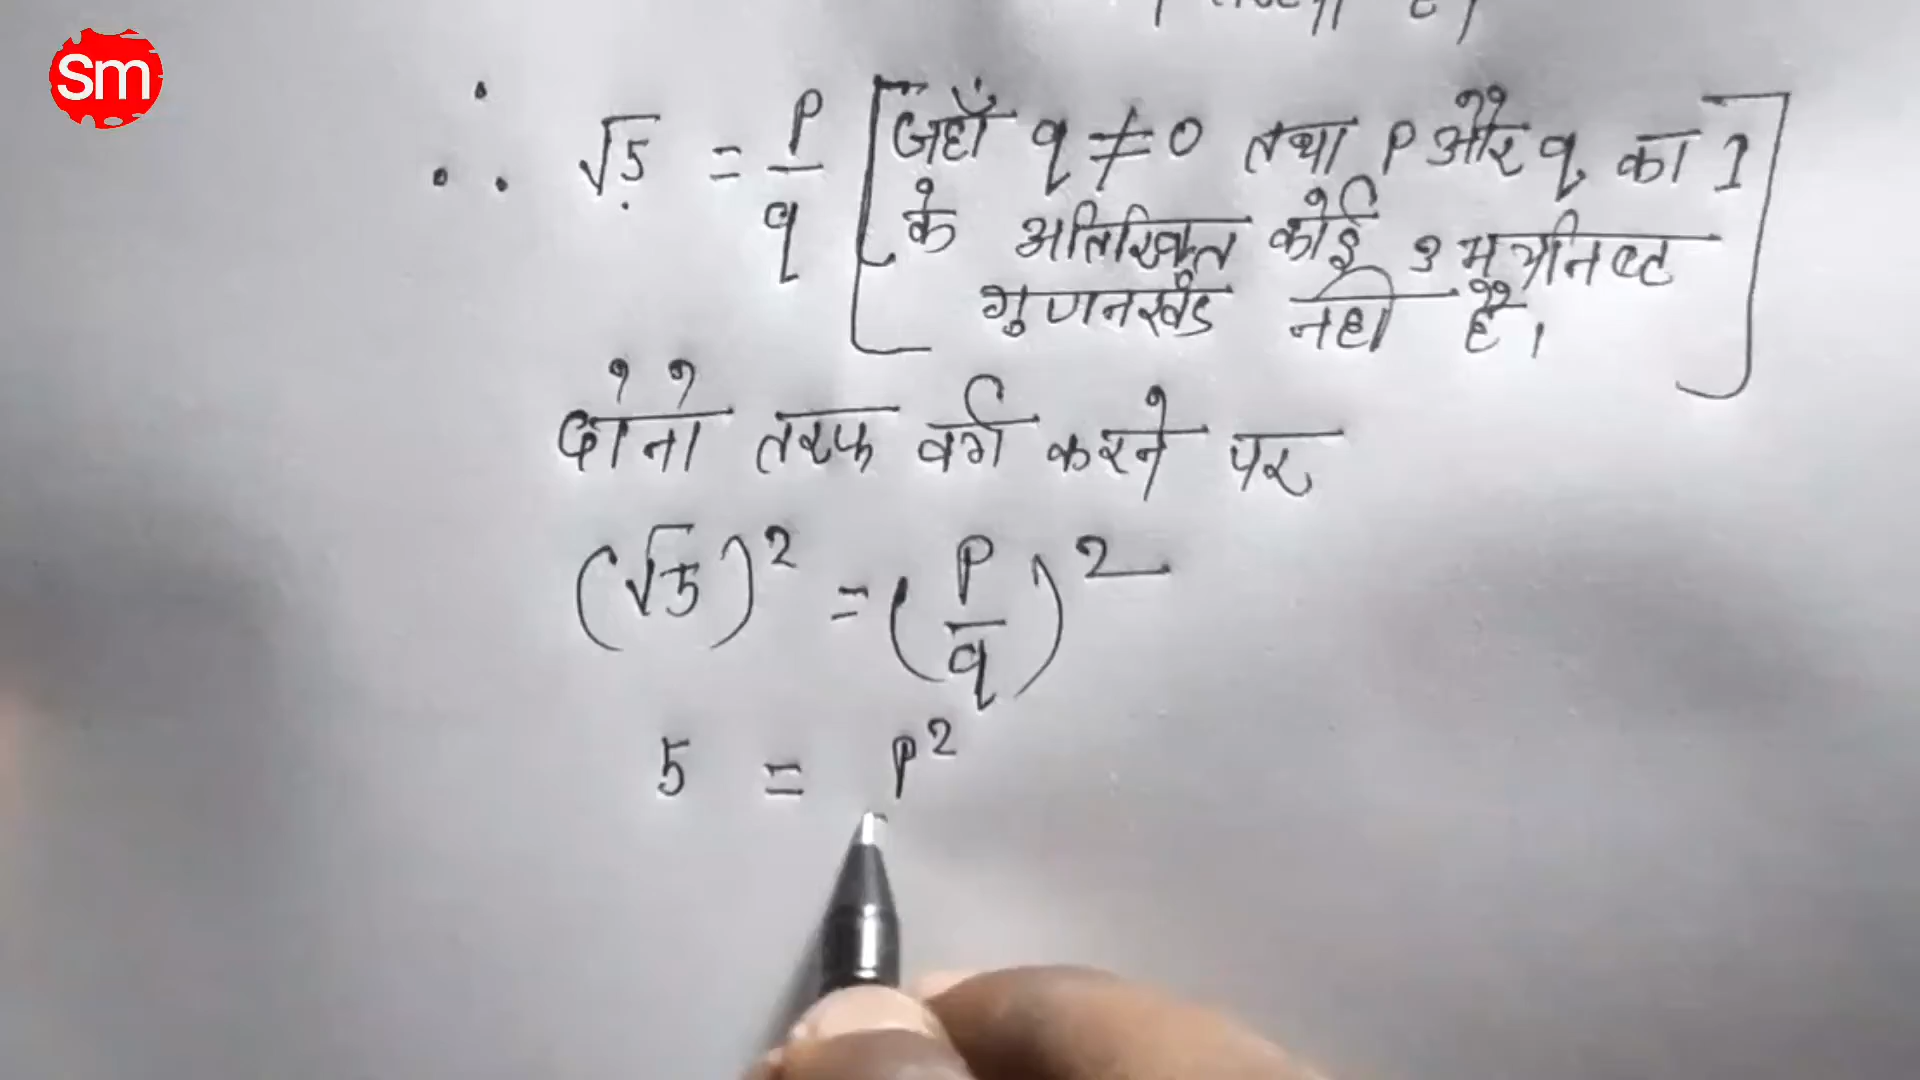 Sm
∴ √5 = p/q [जहाँ q ≠ 0 तथा p और q का 1
के अतिरिक्त कोई उभयनिष्ट
गुणनखंड नही है।]
दोनो तरफ वर्ग करने पर
(√5)² = (p/q)²
5 = p²